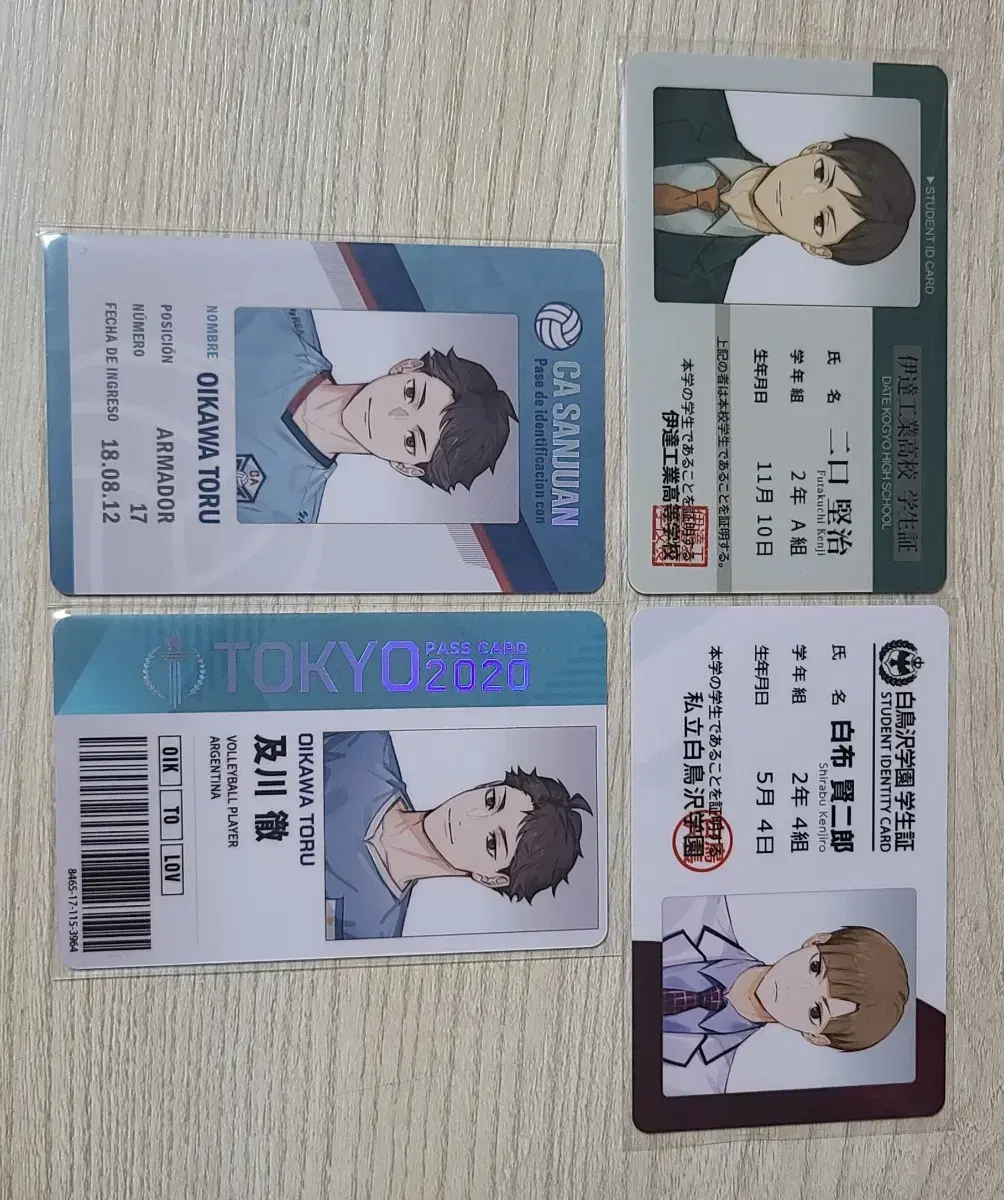 ▶STUDENT ID CARD
伊達工業高校 学生証
DATE KOGYO HIGH SCHOOL
氏 名 二口 堅治
Futakuchi Kenji
学年組 2年 A組
生年月日 11月 10日
上記の者は本校学生であることを証明する。
本学の学生であることを証明する
伊達工業高等学校
白鳥沢学園 学生証
STUDENT IDENTITY CARD
氏 名 白布 賢二郎
Shirabu Kenjiro
学年組 2年 4組
生年月日 5月 4日
本学の学生であることを証明する
私立白鳥沢学園
CA SANJUAN
Pase de identificacion con
CA
NOMBRE OIKAWA TORU
POSICIÓN ARMADOR
NÚMERO 17
FECHA DE INGRESO 18.08.12
TOKYO
PASS CARD
2020
OIKAWA TORU
及川 徹
VOLLEYBALL PLAYER
ARGENTINA
OIK TO LOV
8465-17-115-3964